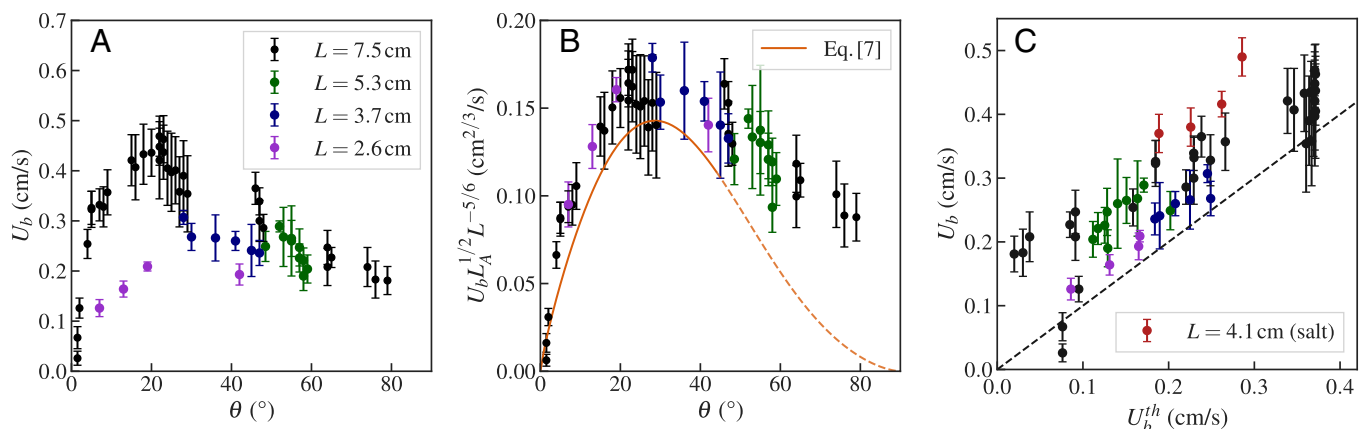 A
L = 7.5 cm
L = 5.3 cm
L = 3.7 cm
L = 2.6 cm
U_b (cm/s)
0.7
0.6
0.5
0.4
0.3
0.2
0.1
0.0
0 20 40 60 80
θ (°)
B
Eq. [7]
U_b L_A^{1/2} L^{−5/6} (cm^{2/3}/s)
0.20
0.15
0.10
0.05
0.00
0 20 40 60 80
θ (°)
C
L = 4.1 cm (salt)
U_b (cm/s)
0.5
0.4
0.3
0.2
0.1
0.0
0.0 0.1 0.2 0.3 0.4
U_b^{th} (cm/s)